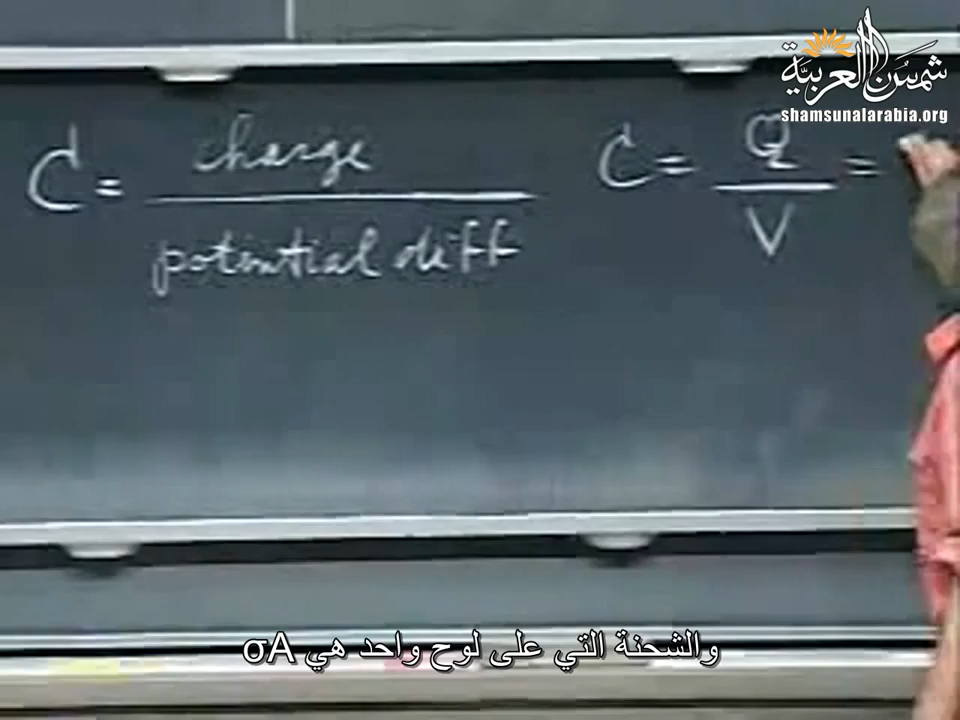 شمس العربية
shamsunalarabia.org
C = charge / potential diff
C = Q / V =
والشحنة التي على لوح واحد هي σA